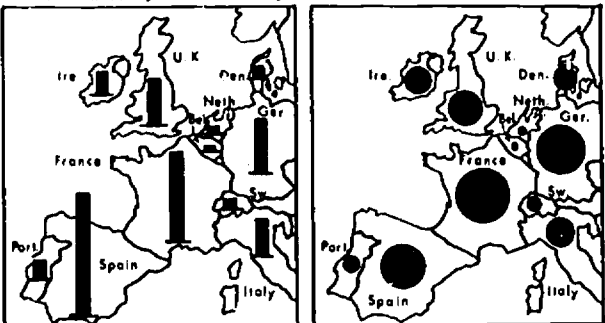 U.K.
Ire.
Den.
Neth.
Bel.
Ger.
France
Sw.
Port.
Spain
Italy
U.K.
Ire.
Den.
Neth.
Bel.
Ger.
France
Sw.
Port.
Spain
Italy